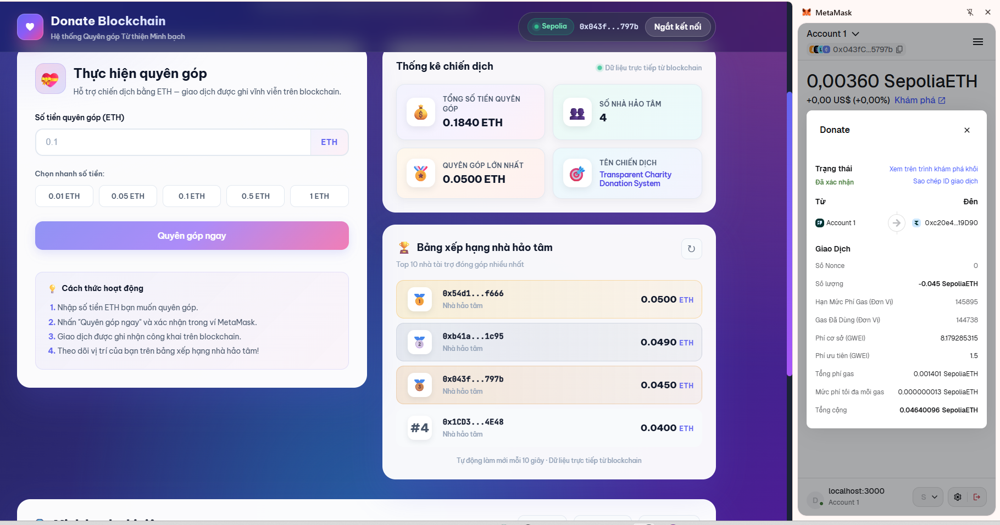 Donate Blockchain
Hệ thống Quyên góp Từ thiện Minh bạch
Sepolia
0x043f...797b
Ngắt kết nối
Thực hiện quyên góp
Hỗ trợ chiến dịch bằng ETH – giao dịch được ghi vĩnh viễn trên blockchain.
Số tiền quyên góp (ETH)
0.1
ETH
Chọn nhanh số tiền:
0.01 ETH
0.05 ETH
0.1 ETH
0.5 ETH
1 ETH
Quyên góp ngay
Cách thức hoạt động
1. Nhập số tiền ETH bạn muốn quyên góp.
2. Nhấn "Quyên góp ngay" và xác nhận trong ví MetaMask.
3. Giao dịch được ghi nhận công khai trên blockchain.
4. Theo dõi vị trí của bạn trên bảng xếp hạng nhà hảo tâm!
Thống kê chiến dịch
Dữ liệu trực tiếp từ blockchain
TỔNG SỐ TIỀN QUYÊN
GÓP
0.1840 ETH
SỐ NHÀ HẢO TÂM
4
QUYÊN GÓP LỚN NHẤT
0.0500 ETH
TÊN CHIẾN DỊCH
Transparent Charity
Donation System
Bảng xếp hạng nhà hảo tâm
Top 10 nhà tài trợ đóng góp nhiều nhất
1
0x54d1...f666
Nhà hảo tâm
0.0500 ETH
2
0xb41a...1c95
Nhà hảo tâm
0.0490 ETH
3
0x043f...797b
Nhà hảo tâm
0.0450 ETH
#4
0x1CD3...4E48
Nhà hảo tâm
0.0400 ETH
Tự động làm mới mỗi 10 giây · Dữ liệu trực tiếp từ blockchain
MetaMask
Account 1
0x043fC...5797b
0,00360 SepoliaETH
+0,00 US$ (+0,00%) Khám phá
Donate
Trạng thái
Xem trên trình khám phá khối
Đã xác nhận
Sao chép ID giao dịch
Từ
Đến
Account 1
0xc20e4...19D90
Giao Dịch
Số Nonce
0
Số lượng
-0.045 SepoliaETH
Hạn Mức Phí Gas (Đơn Vị)
145895
Gas Đã Dùng (Đơn Vị)
144738
Phí cơ sở (GWEI)
8.179285315
Phí ưu tiên (GWEI)
1.5
Tổng phí gas
0.001401 SepoliaETH
Mức phí tối đa mỗi gas
0.000000013 SepoliaETH
Tổng cộng
0.04640096 SepoliaETH
D
localhost:3000
Account 1
S